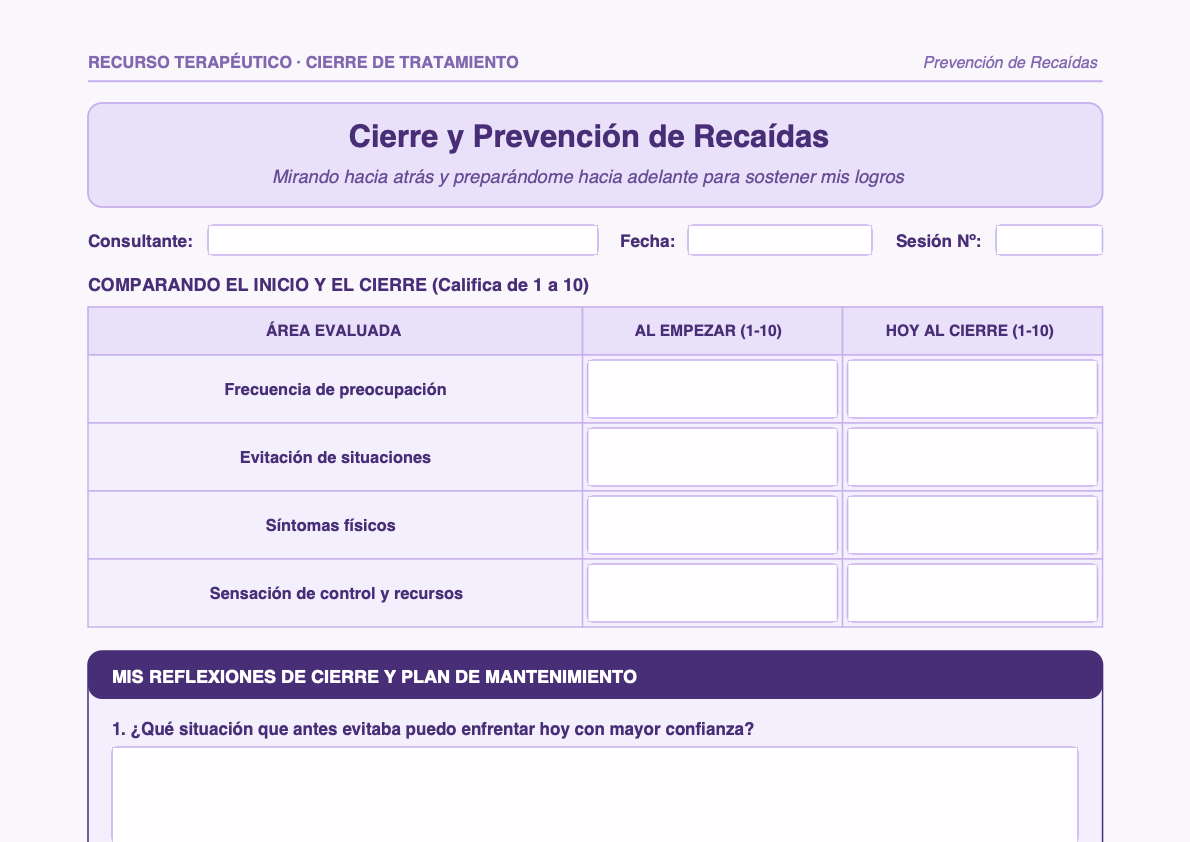 RECURSO TERAPÉUTICO · CIERRE DE TRATAMIENTO
Prevención de Recaídas
Cierre y Prevención de Recaídas
Mirando hacia atrás y preparándome hacia adelante para sostener mis logros
Consultante: Fecha: Sesión Nº:
COMPARANDO EL INICIO Y EL CIERRE (Califica de 1 a 10)
ÁREA EVALUADA AL EMPEZAR (1-10) HOY AL CIERRE (1-10)
Frecuencia de preocupación
Evitación de situaciones
Síntomas físicos
Sensación de control y recursos
MIS REFLEXIONES DE CIERRE Y PLAN DE MANTENIMIENTO
1. ¿Qué situación que antes evitaba puedo enfrentar hoy con mayor confianza?